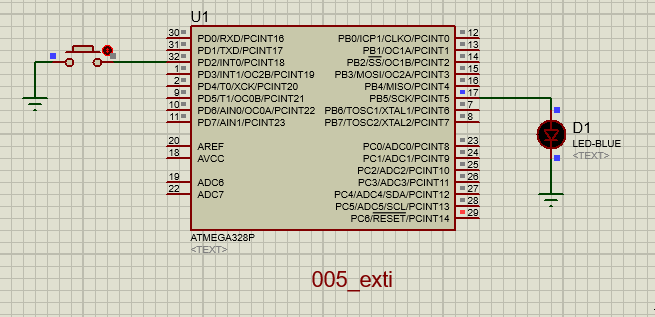 U1
30 PD0/RXD/PCINT16 PB0/ICP1/CLKO/PCINT0 12
31 PD1/TXD/PCINT17 PB1/OC1A/PCINT1 13
32 PD2/INT0/PCINT18 PB2/SS/OC1B/PCINT2 14
1 PD3/INT1/OC2B/PCINT19 PB3/MOSI/OC2A/PCINT3 15
2 PD4/T0/XCK/PCINT20 PB4/MISO/PCINT4 16
9 PD5/T1/OC0B/PCINT21 PB5/SCK/PCINT5 17
10 PD6/AIN0/OC0A/PCINT22 PB6/TOSC1/XTAL1/PCINT6 7
11 PD7/AIN1/PCINT23 PB7/TOSC2/XTAL2/PCINT7 8
20 AREF PC0/ADC0/PCINT8 23
18 AVCC PC1/ADC1/PCINT9 24
PC2/ADC2/PCINT10 25
19 ADC6 PC3/ADC3/PCINT11 26
22 ADC7 PC4/ADC4/SDA/PCINT12 27
PC5/ADC5/SCL/PCINT13 28
PC6/RESET/PCINT14 29
ATMEGA328P
<TEXT>
D1
LED-BLUE
<TEXT>
005_exti